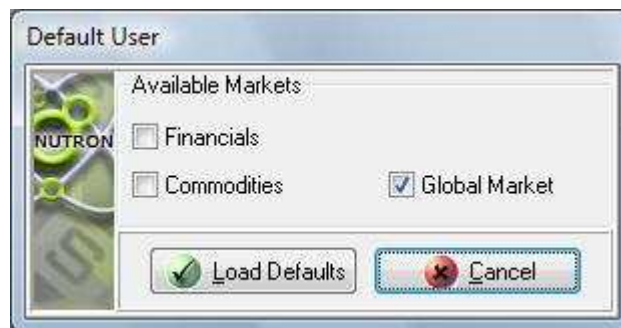 Default User
Available Markets
NUTRON
Financials
Commodities Global Market
Load Defaults Cancel